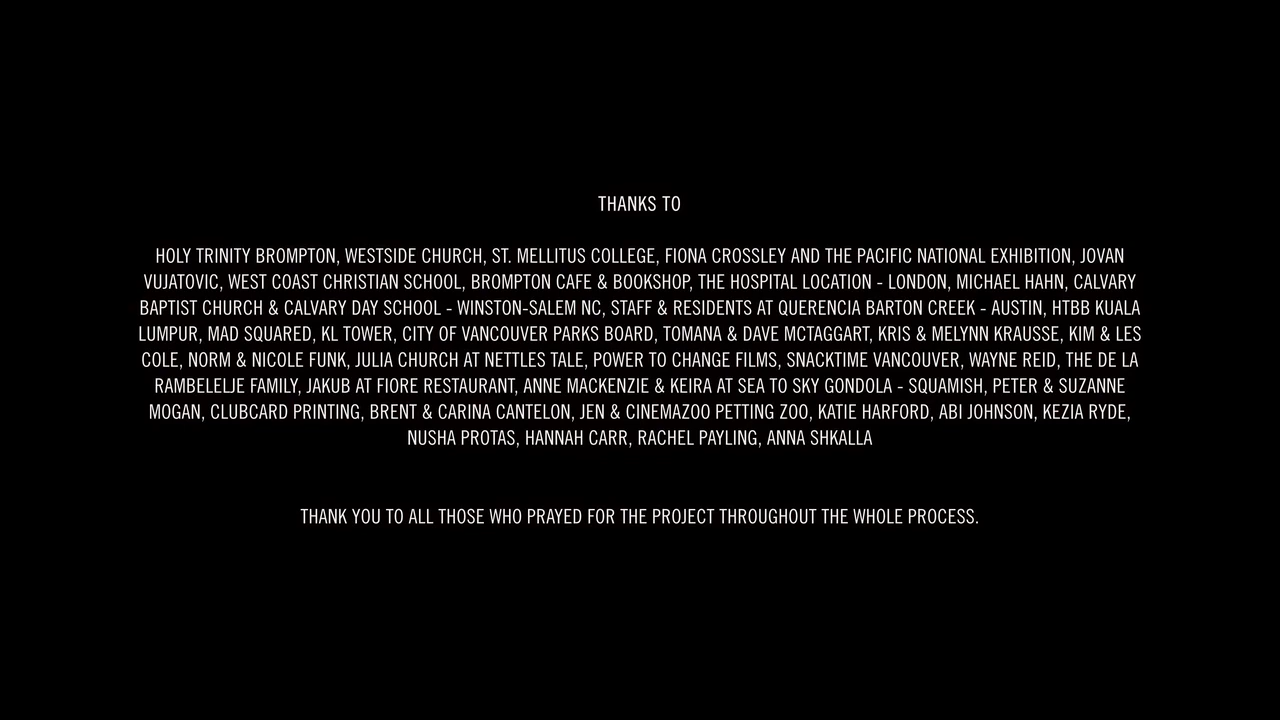 THANKS TO
HOLY TRINITY BROMPTON, WESTSIDE CHURCH, ST. MELLITUS COLLEGE, FIONA CROSSLEY AND THE PACIFIC NATIONAL EXHIBITION, JOVAN
VUJATOVIC, WEST COAST CHRISTIAN SCHOOL, BROMPTON CAFE & BOOKSHOP, THE HOSPITAL LOCATION - LONDON, MICHAEL HAHN, CALVARY
BAPTIST CHURCH & CALVARY DAY SCHOOL - WINSTON-SALEM NC, STAFF & RESIDENTS AT QUERENCIA BARTON CREEK - AUSTIN, HTBB KUALA
LUMPUR, MAD SQUARED, KL TOWER, CITY OF VANCOUVER PARKS BOARD, TOMANA & DAVE MCTAGGART, KRIS & MELYNN KRAUSSE, KIM & LES
COLE, NORM & NICOLE FUNK, JULIA CHURCH AT NETTLES TALE, POWER TO CHANGE FILMS, SNACKTIME VANCOUVER, WAYNE REID, THE DE LA
RAMBELELJE FAMILY, JAKUB AT FIORE RESTAURANT, ANNE MACKENZIE & KEIRA AT SEA TO SKY GONDOLA - SQUAMISH, PETER & SUZANNE
MOGAN, CLUBCARD PRINTING, BRENT & CARINA CANTELON, JEN & CINEMAZOO PETTING ZOO, KATIE HARFORD, ABI JOHNSON, KEZIA RYDE,
NUSHA PROTAS, HANNAH CARR, RACHEL PAYLING, ANNA SHKALLA
THANK YOU TO ALL THOSE WHO PRAYED FOR THE PROJECT THROUGHOUT THE WHOLE PROCESS.